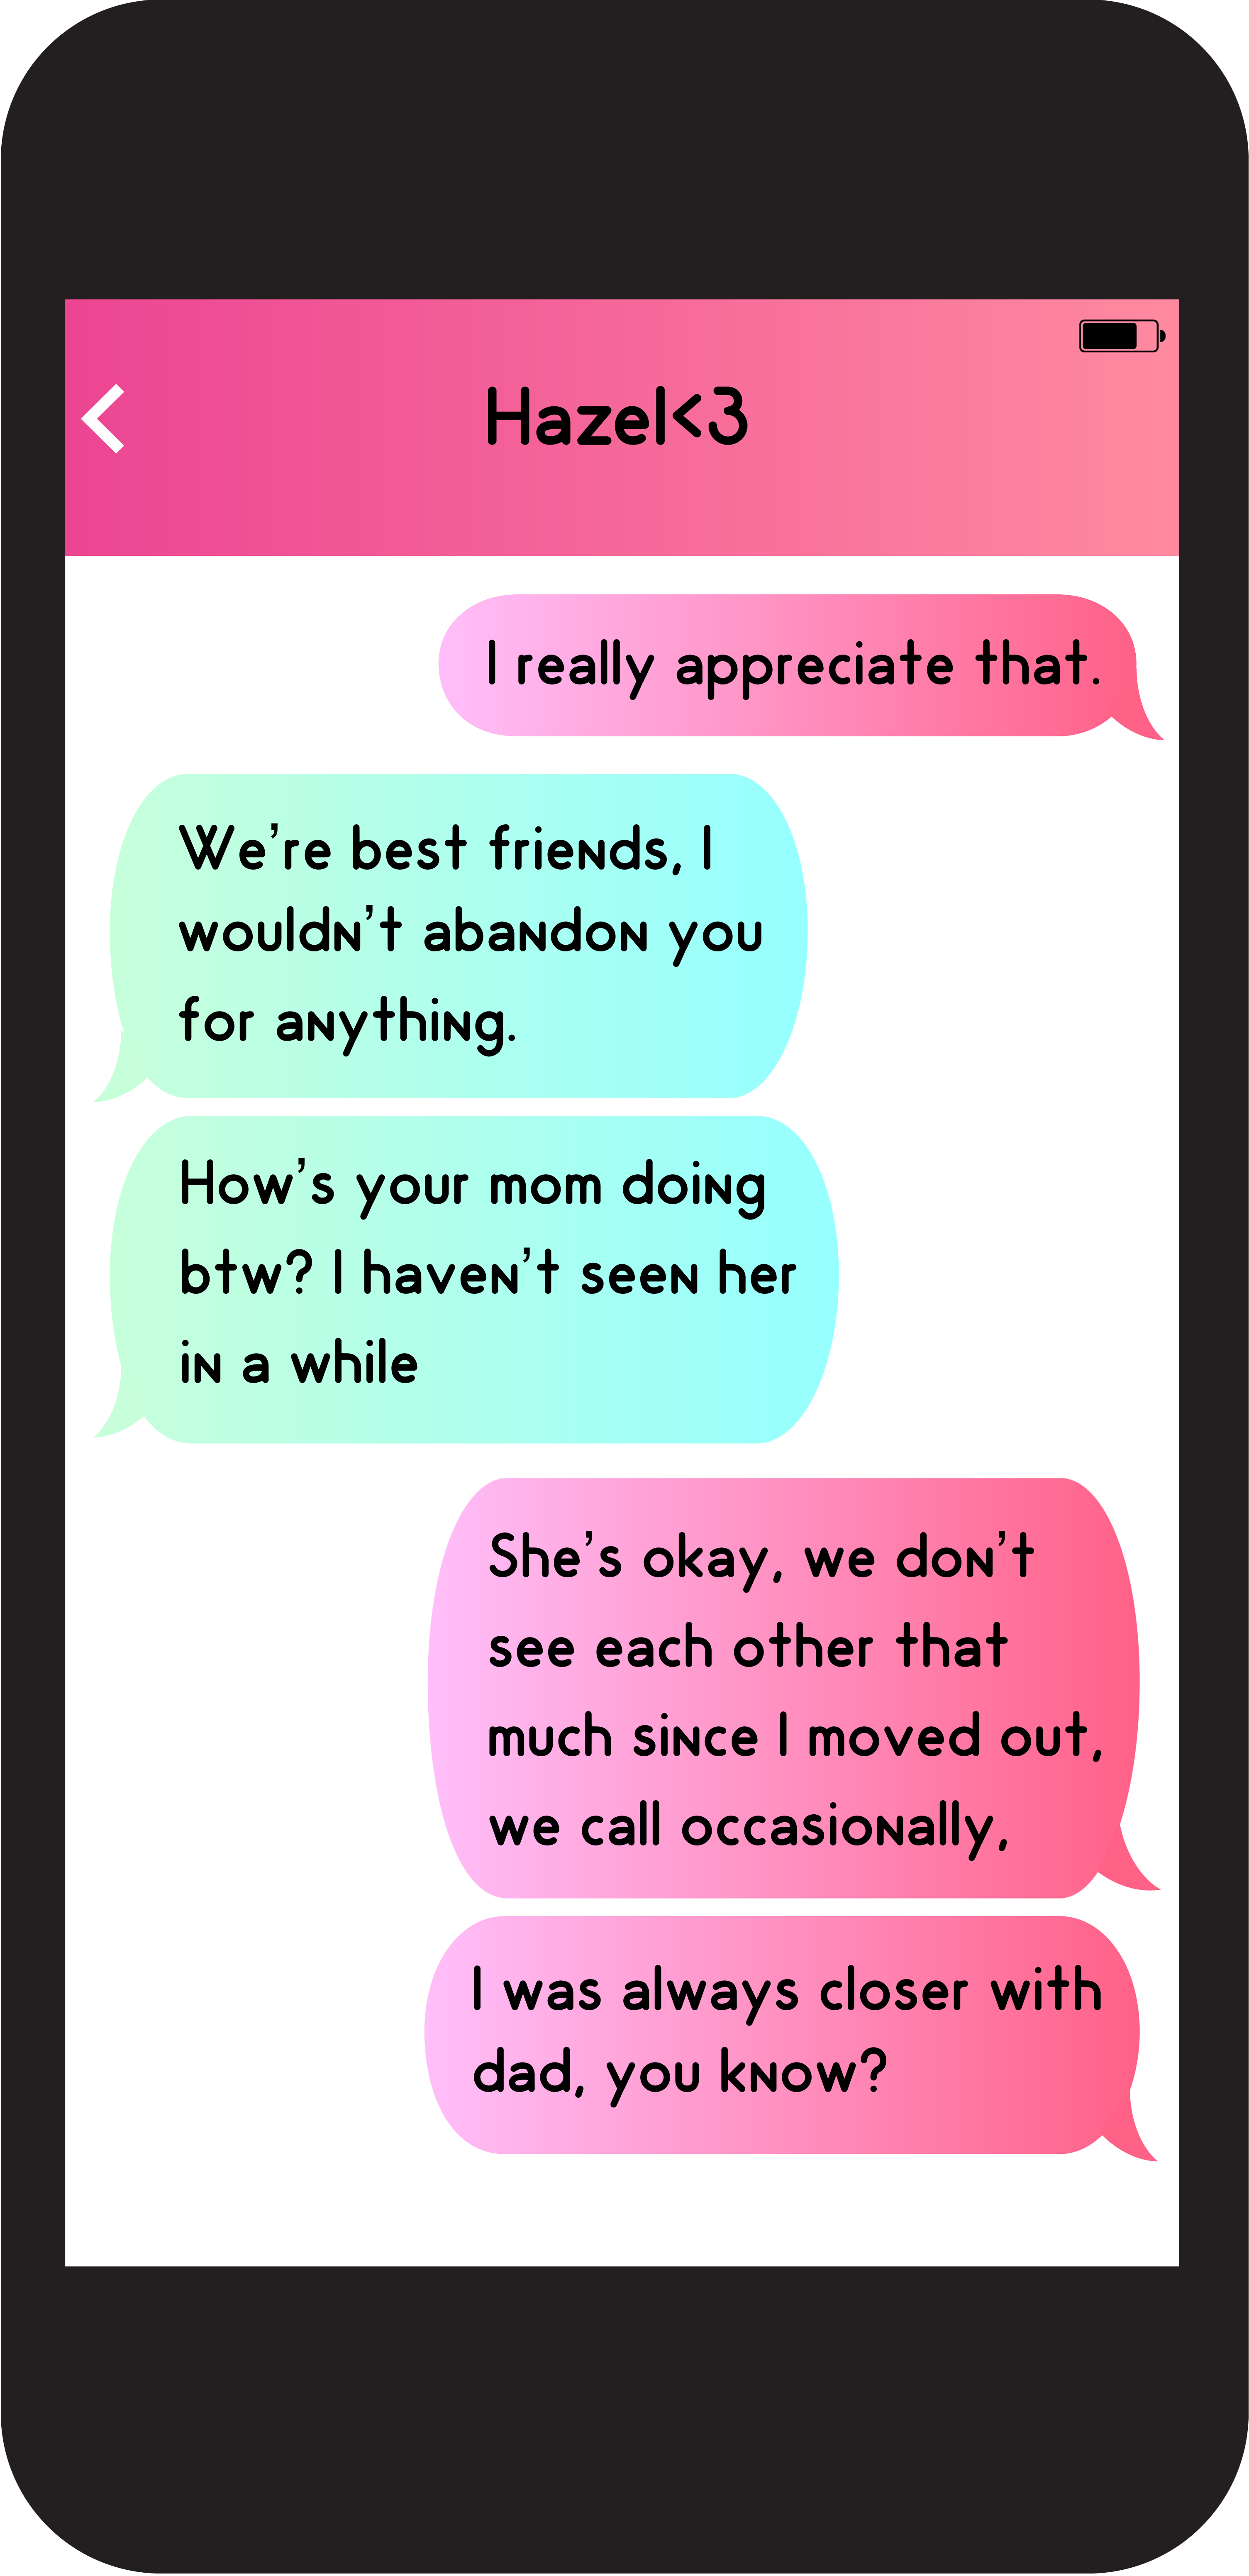 Hazel<3
I really appreciate that.
We're best friends, I
wouldn't abandon you
for anything.
How's your mom doing
btw? I haven't seen her
in a while
She's okay, we don't
see each other that
much since I moved out,
we call occasionally,
I was always closer with
dad, you know?